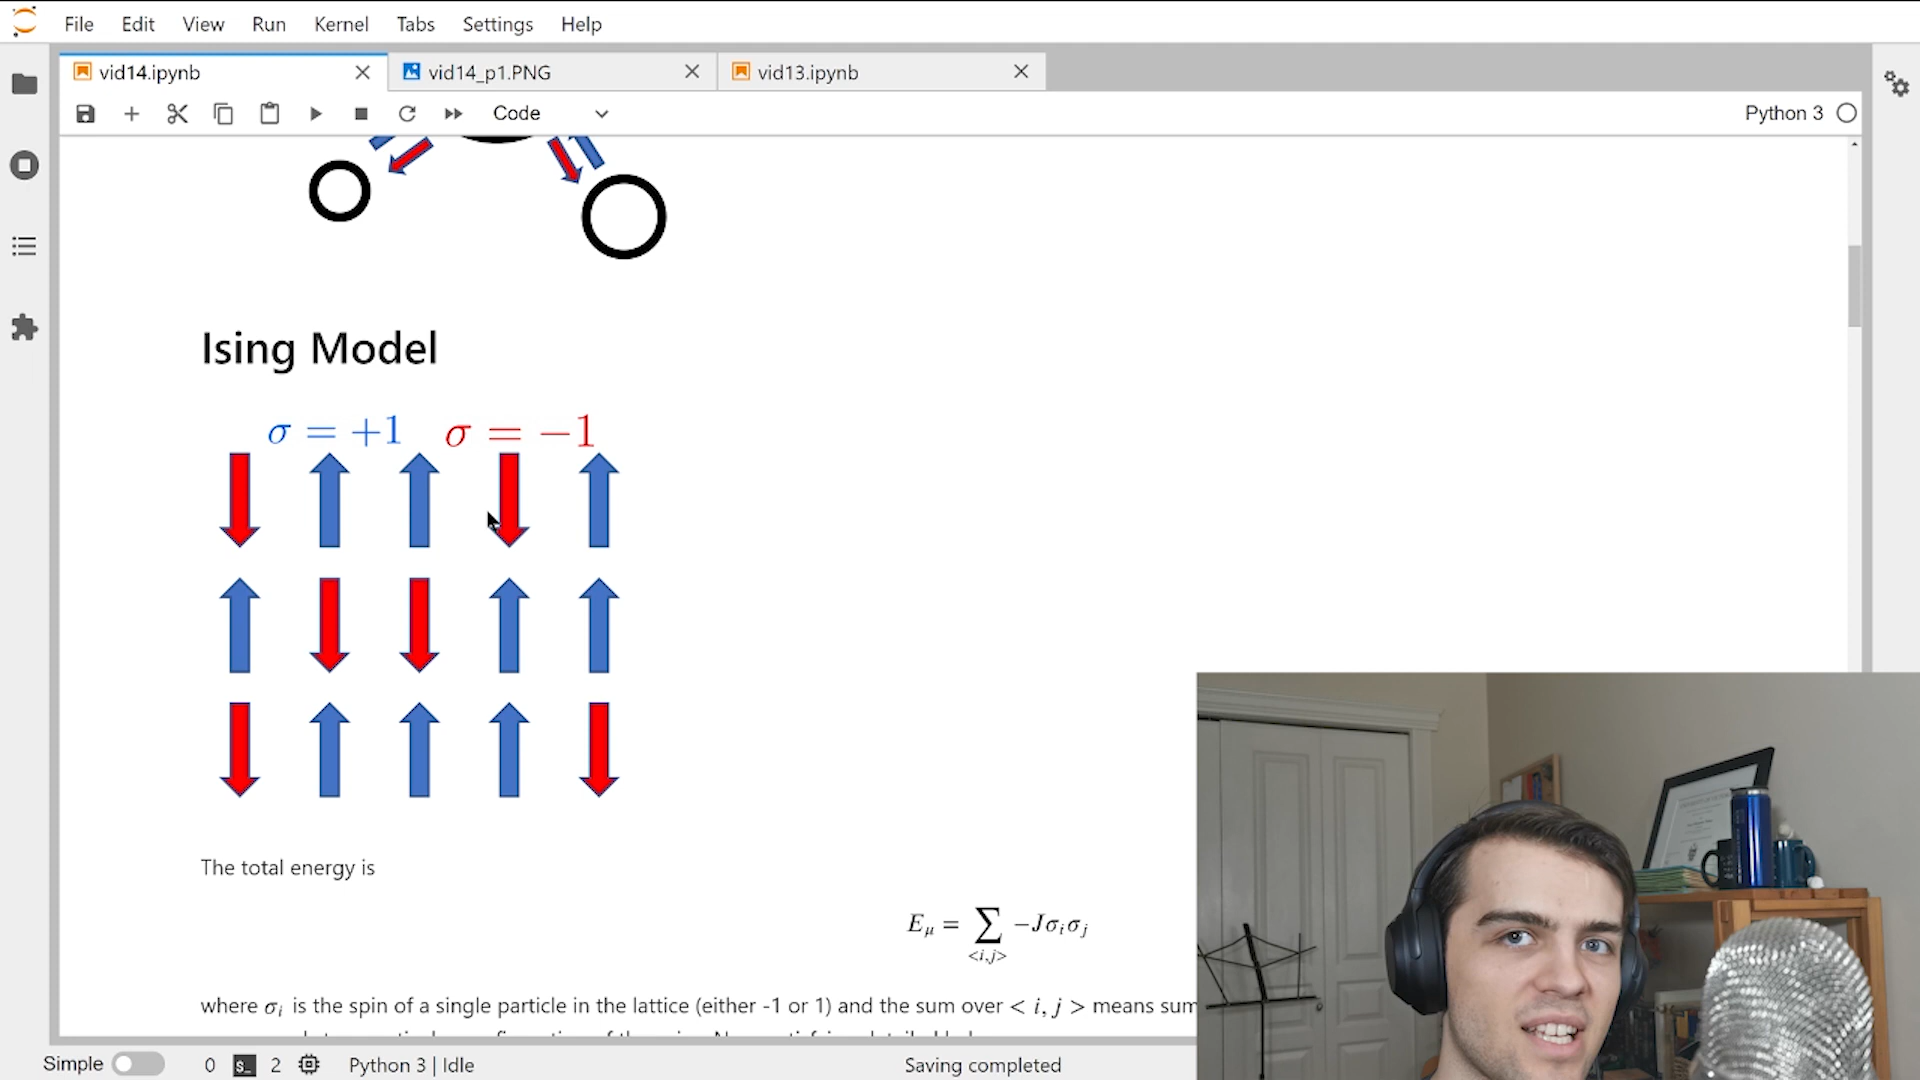 File Edit View Run Kernel Tabs Settings Help
vid14.ipynb vid14_p1.PNG vid13.ipynb
Code Python 3
Ising Model
σ = +1 σ = −1
The total energy is
E_μ = ∑_{<i,j>} −Jσ_iσ_j
where σ_i is the spin of a single particle in the lattice (either -1 or 1) and the sum over < i, j > means sum
Simple 0 $_ 2 Python 3 | Idle Saving completed